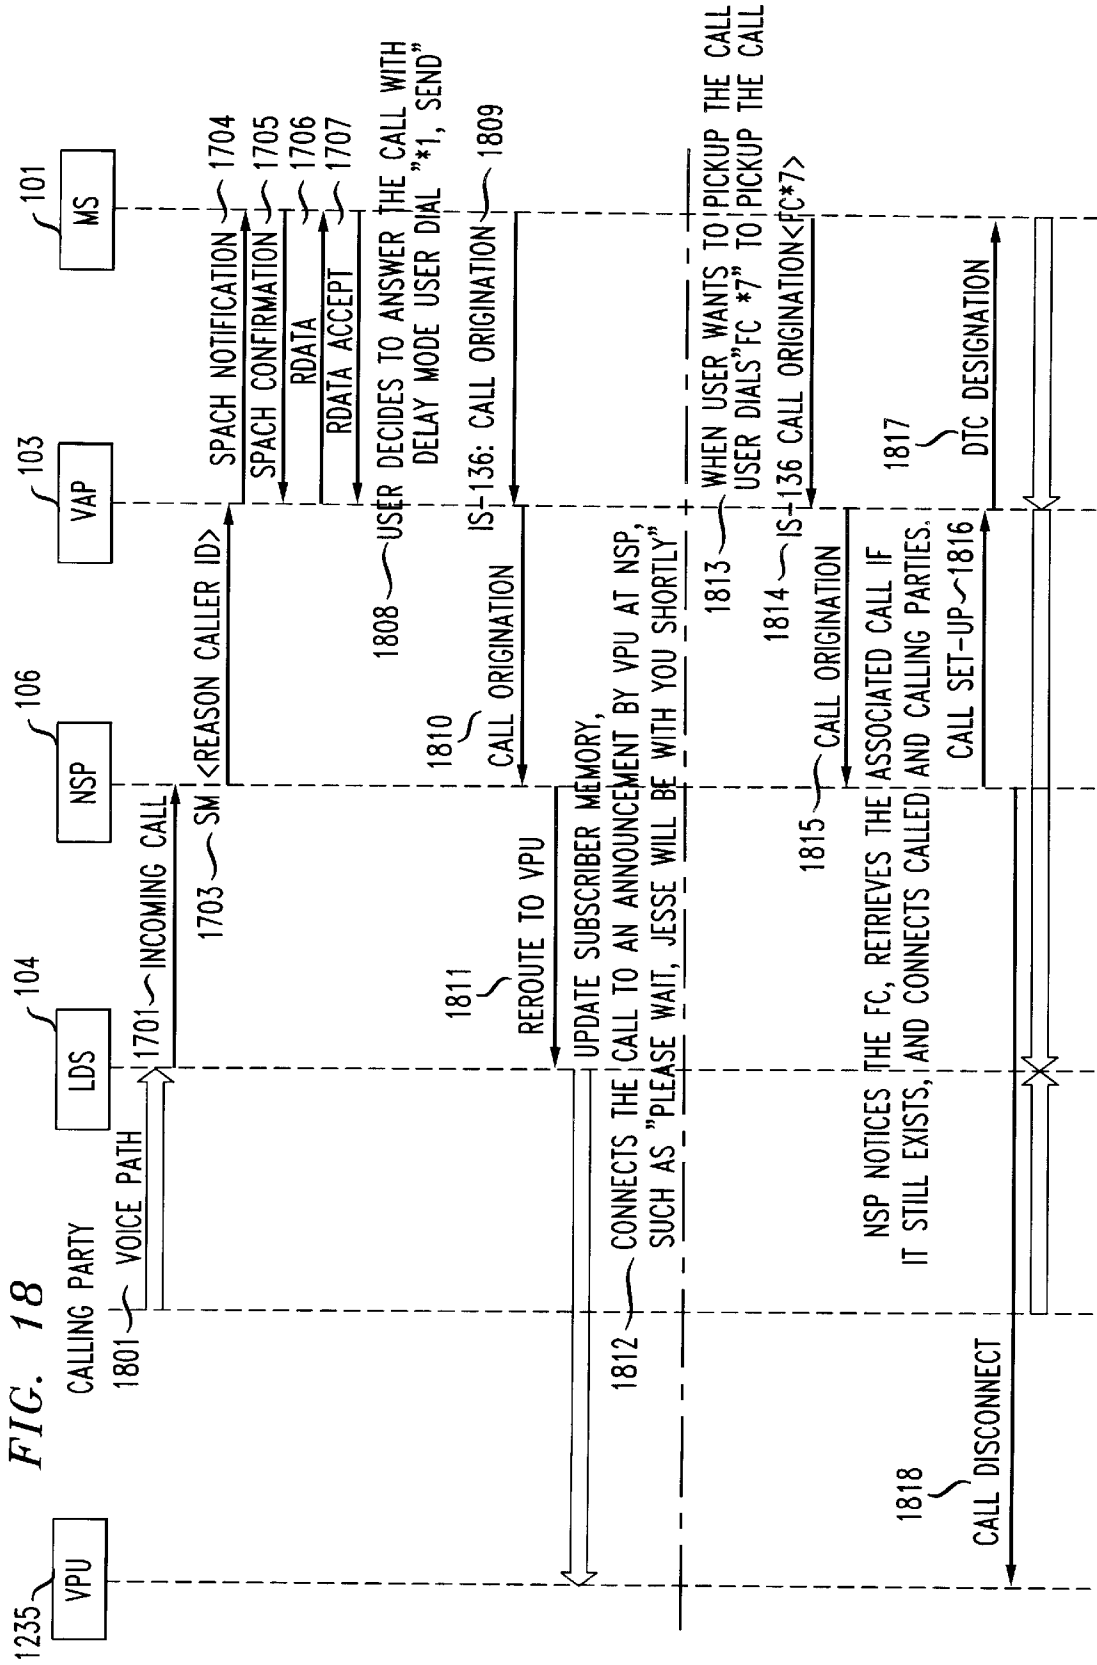 FIG. 18
1235
VPU
CALLING PARTY
104
LDS
106
NSP
103
VAP
101
MS
1801 VOICE PATH
1701 INCOMING CALL
1703 SM <REASON CALLER ID>
SPACH NOTIFICATION 1704
SPACH CONFIRMATION 1705
RDATA 1706
RDATA ACCEPT 1707
1808 USER DECIDES TO ANSWER THE CALL WITH
DELAY MODE USER DIAL "*1, SEND"
IS-136: CALL ORIGINATION 1809
1810
CALL ORIGINATION
1811
REROUTE TO VPU
UPDATE SUBSCRIBER MEMORY,
1812 CONNECTS THE CALL TO AN ANNOUNCEMENT BY VPU AT NSP,
SUCH AS "PLEASE WAIT, JESSE WILL BE WITH YOU SHORTLY"
1813 WHEN USER WANTS TO PICKUP THE CALL
USER DIALS"FC *7" TO PICKUP THE CALL
1814 IS-136 CALL ORIGINATION<FC*7>
1815 CALL ORIGINATION
NSP NOTICES THE FC, RETRIEVES THE ASSOCIATED CALL IF
IT STILL EXISTS, AND CONNECTS CALLED AND CALLING PARTIES.
CALL SET-UP 1816
1817
DTC DESIGNATION
1818
CALL DISCONNECT